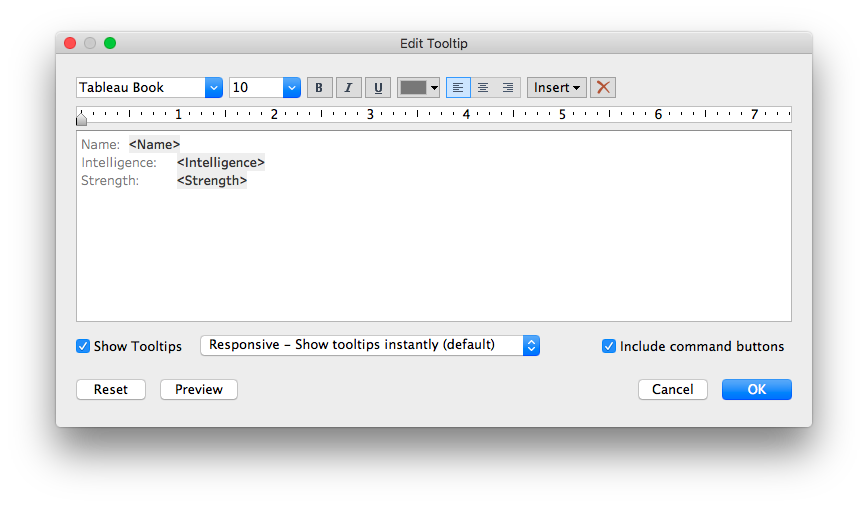 Edit Tooltip
Tableau Book 10 B I U Insert
1 2 3 4 5 6 7
Name: <Name>
Intelligence: <Intelligence>
Strength: <Strength>
Show Tooltips Responsive – Show tooltips instantly (default) Include command buttons
Reset Preview Cancel OK